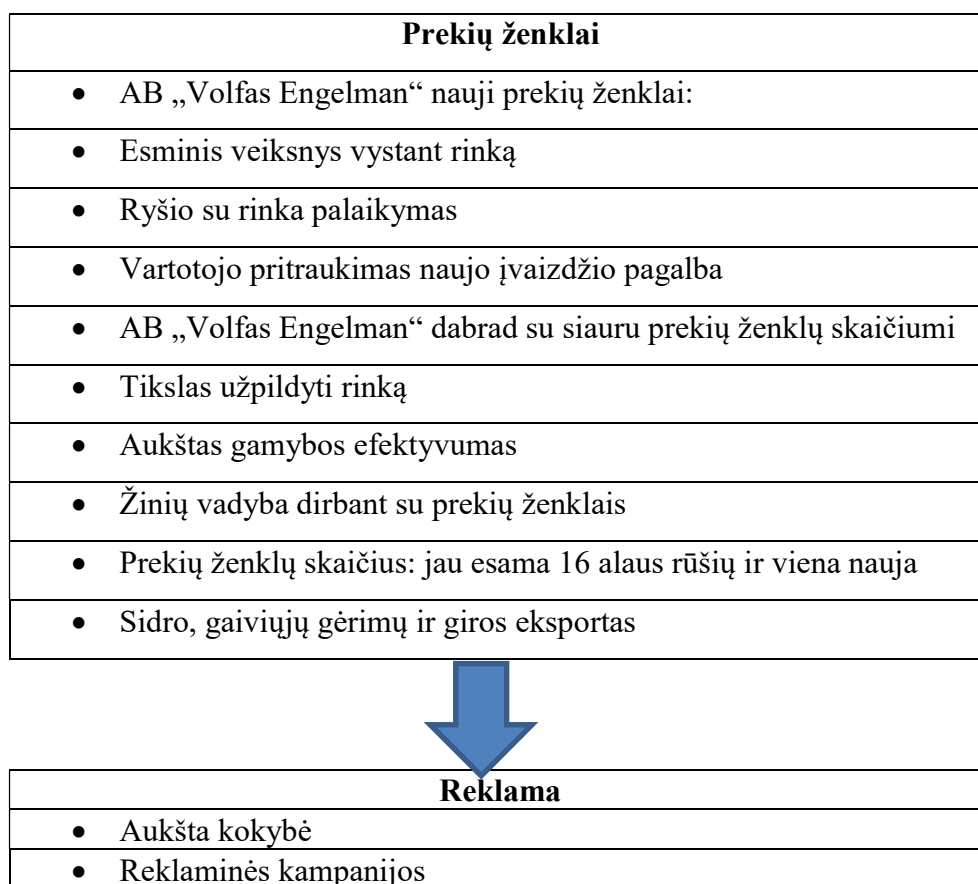 Prekių ženklai
• AB „Volfas Engelman“ nauji prekių ženklai:
• Esminis veiksnys vystant rinką
• Ryšio su rinka palaikymas
• Vartotojo pritraukimas naujo įvaizdžio pagalba
• AB „Volfas Engelman“ dabrad su siauru prekių ženklų skaičiumi
• Tikslas užpildyti rinką
• Aukštas gamybos efektyvumas
• Žinių vadyba dirbant su prekių ženklais
• Prekių ženklų skaičius: jau esama 16 alaus rūšių ir viena nauja
• Sidro, gaiviųjų gėrimų ir giros eksportas
Reklama
• Aukšta kokybė
• Reklaminės kampanijos